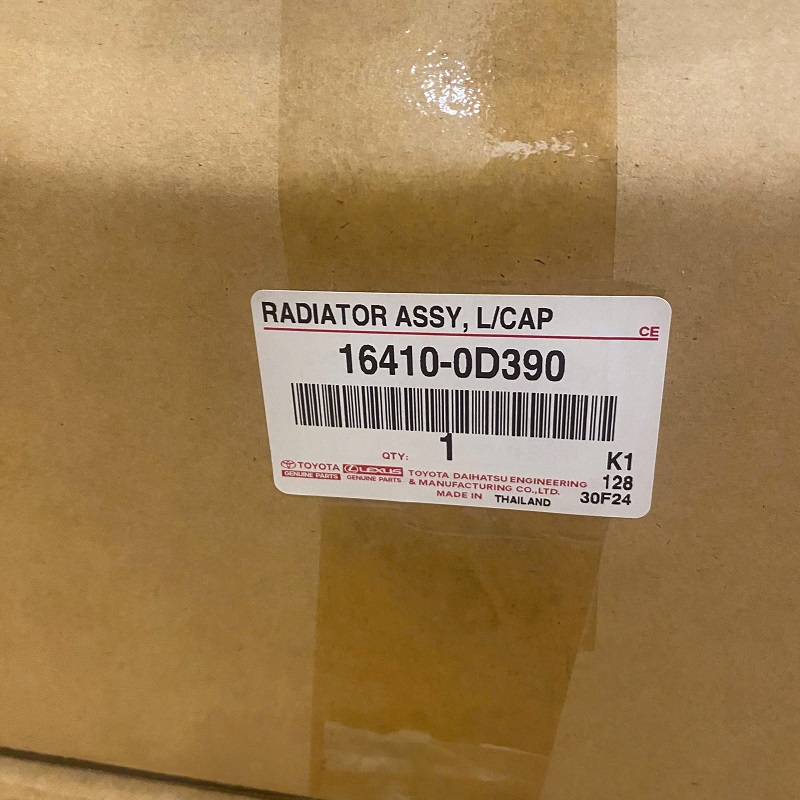 RADIATOR ASSY, L/CAP
CE
16410-0D390
QTY: 1
K1
TOYOTA LEXUS TOYOTA DAIHATSU ENGINEERING 128
GENUINE PARTS GENUINE PARTS & MANUFACTURING CO.,LTD.
MADE IN THAILAND 30F24